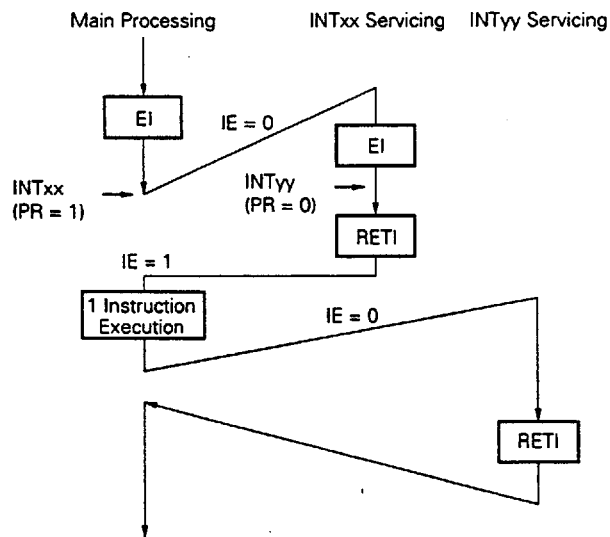 Main Processing
INTxx Servicing
INTyy Servicing
EI
IE = 0
EI
INTxx
(PR = 1)
INTyy
(PR = 0)
RETI
IE = 1
1 Instruction
Execution
IE = 0
RETI